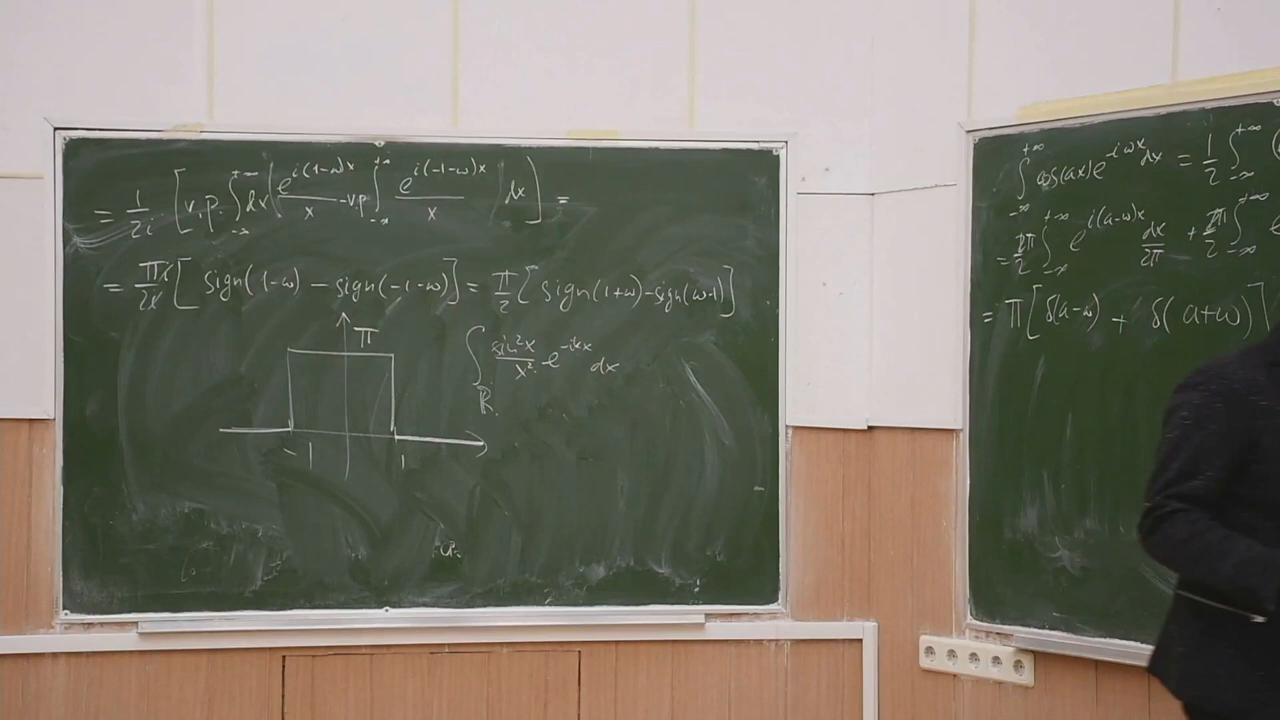 = 1/2i [v.p. ∫_{-∞}^{+∞} dx ( e^{i(1-ω)x}/x - v.p ∫_{-∞}^{+∞} e^{i(-1-ω)x}/x ) dx ] =
= πi/2i [ sign(1-ω) - sign(-1-ω) ] = π/2 [ sign(1+ω) - sign(ω-1) ]
π
∫_ℝ sin²x/x² e^{-ikx} dx
-1 1
a
∫_{-∞}^{+∞} cos(ax) e^{-iωx} dx = 1/2 ∫_{-∞}^{+∞} (
= 2π/2 ∫_{-∞}^{+∞} e^{i(a-ω)x} dx/2π + 2π/2 ∫_{-∞}^{+∞} e
= π [ δ(a-ω) + δ(a+ω) ]